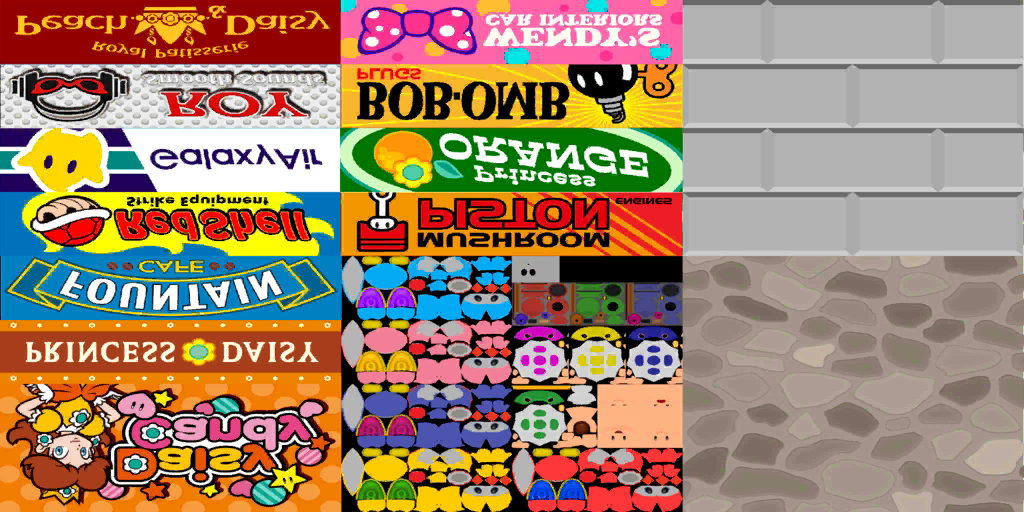 Royal Patisserie
Peach & Daisy
ROY
Smooth Sounds
GalaxyAir
RedShell
Strike Equipment
FOUNTAIN
CAFE
PRINCESS DAISY
Daisy
Candy
WENDY'S
CAR INTERIORS
BOB-OMB
PLUGS
Princess
ORANGE
MUSHROOM
PISTON
ENGINES